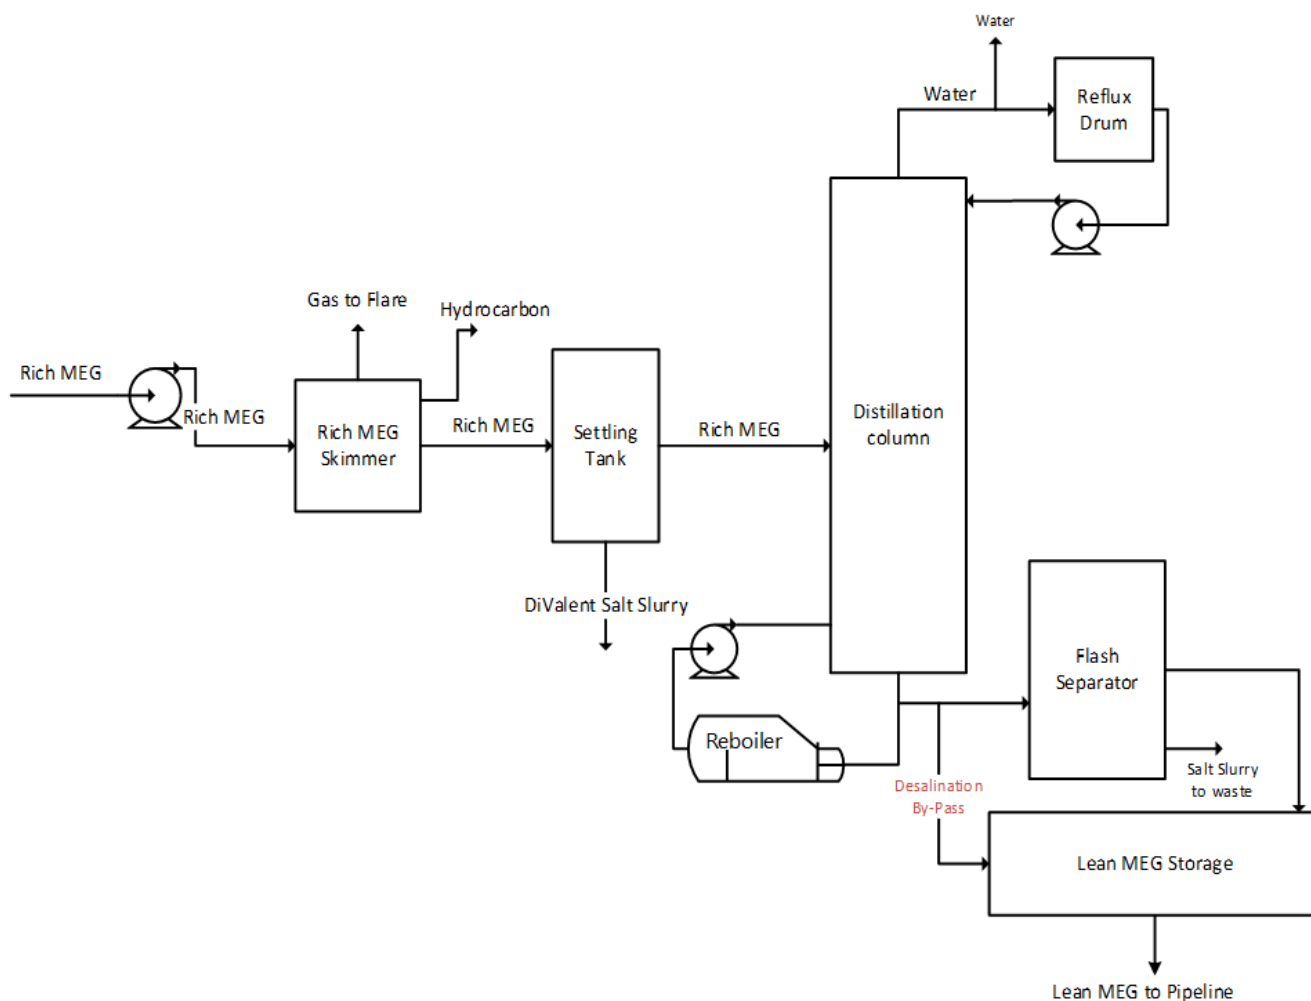 Water
Water
Reflux
Drum
Gas to Flare
Hydrocarbon
Rich MEG
Rich MEG
Rich MEG
Skimmer
Rich MEG
Settling
Tank
Rich MEG
Distillation
column
DiValent Salt Slurry
Flash
Separator
Reboiler
Desalination
By-Pass
Salt Slurry
to waste
Lean MEG Storage
Lean MEG to Pipeline